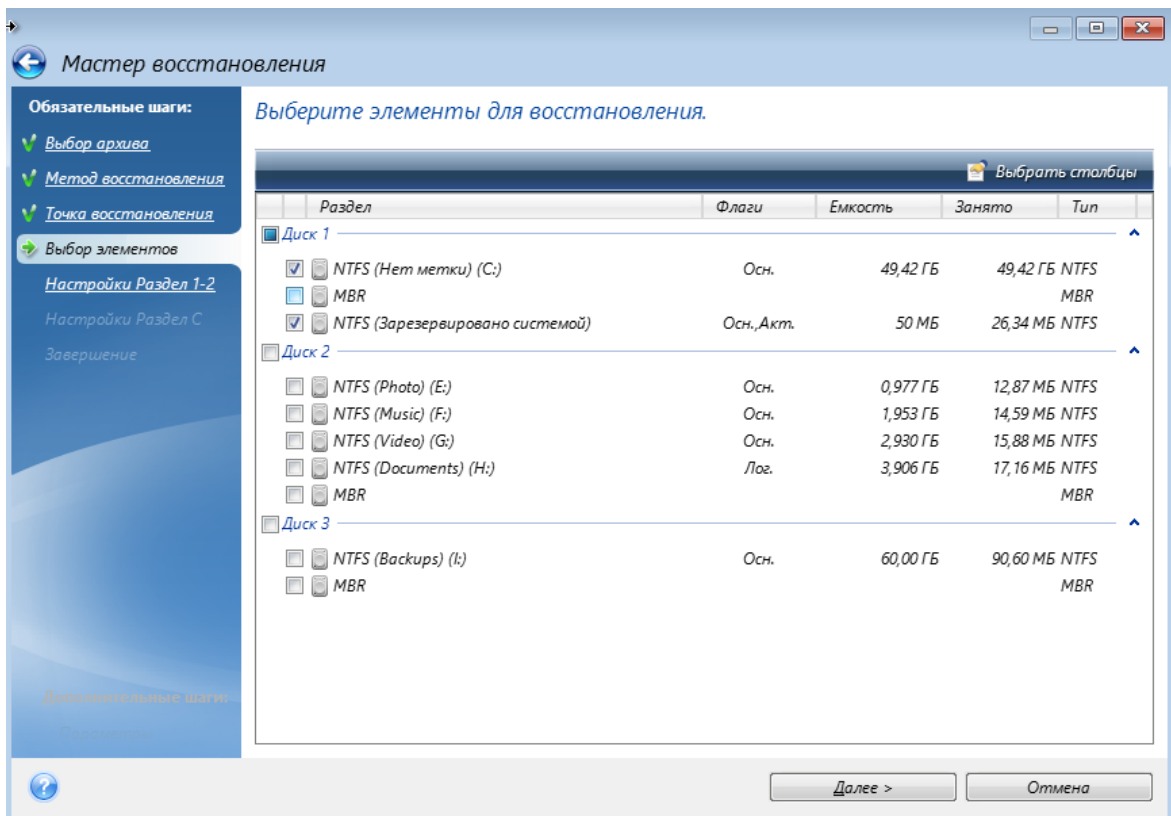 Мастер восстановления
Обязательные шаги:
Выбор архива
Метод восстановления
Точка восстановления
Выбор элементов
Настройки Раздел 1-2
Настройки Раздел C
Завершение
Выберите элементы для восстановления.
Выбрать столбцы
Раздел Флаги Емкость Занято Тип
Диск 1
NTFS (Нет метки) (C:) Осн. 49,42 ГБ 49,42 ГБ NTFS
MBR MBR
NTFS (Зарезервировано системой) Осн.,Акт. 50 МБ 26,34 МБ NTFS
Диск 2
NTFS (Photo) (E:) Осн. 0,977 ГБ 12,87 МБ NTFS
NTFS (Music) (F:) Осн. 1,953 ГБ 14,59 МБ NTFS
NTFS (Video) (G:) Осн. 2,930 ГБ 15,88 МБ NTFS
NTFS (Documents) (H:) Лог. 3,906 ГБ 17,16 МБ NTFS
MBR MBR
Диск 3
NTFS (Backups) (I:) Осн. 60,00 ГБ 90,60 МБ NTFS
MBR MBR
Далее >
Отмена